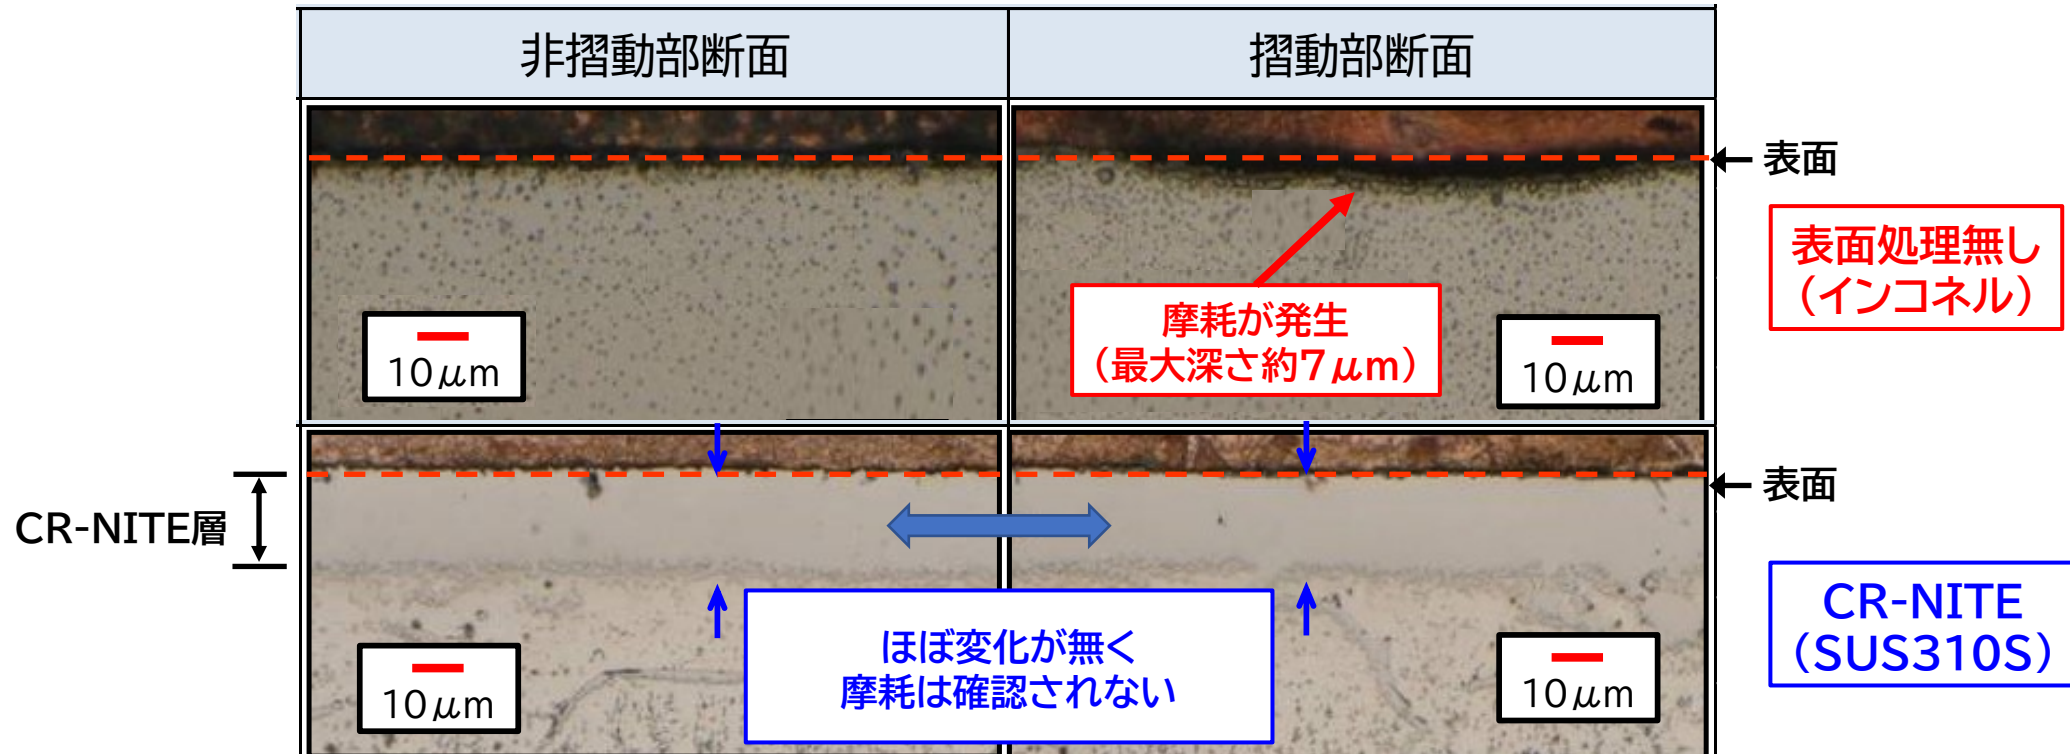 非摺動部断面
摺動部断面
表面
表面処理無し
（インコネル）
摩耗が発生
（最大深さ約7μm）
10μm
10μm
CR-NITE層
表面
ほぼ変化が無く
摩耗は確認されない
CR-NITE
（SUS310S）
10μm
10μm